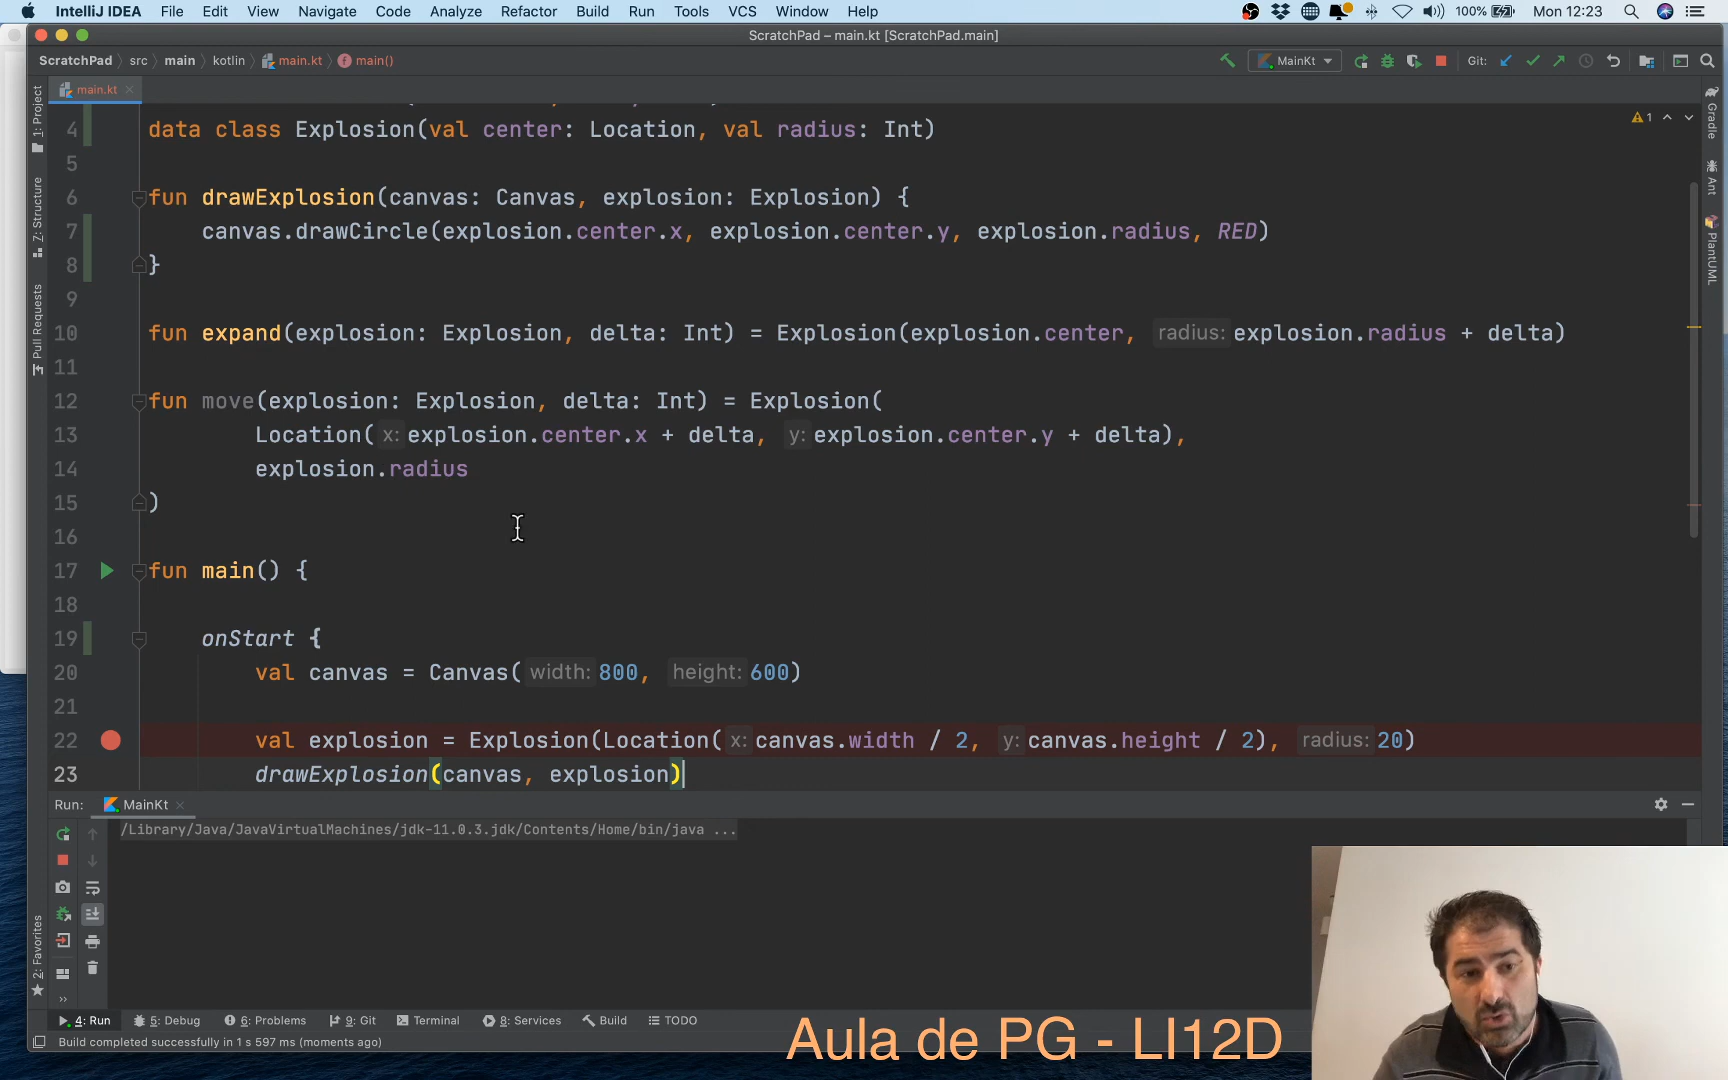 IntelliJ IDEA File Edit View Navigate Code Analyze Refactor Build Run Tools VCS Window Help 100% Mon 12:23
ScratchPad – main.kt [ScratchPad.main]
ScratchPad src main kotlin main.kt main() MainKt Git:
main.kt
1: Project
7: Structure
Pull Requests
2: Favorites
Gradle
Ant
PlantUML
1
4 data class Explosion(val center: Location, val radius: Int)
5
6 fun drawExplosion(canvas: Canvas, explosion: Explosion) {
7 canvas.drawCircle(explosion.center.x, explosion.center.y, explosion.radius, RED)
8 }
9
10 fun expand(explosion: Explosion, delta: Int) = Explosion(explosion.center, radius: explosion.radius + delta)
11
12 fun move(explosion: Explosion, delta: Int) = Explosion(
13 Location( x: explosion.center.x + delta, y: explosion.center.y + delta),
14 explosion.radius
15 )
16
17 fun main() {
18
19 onStart {
20 val canvas = Canvas( width: 800, height: 600)
21
22 val explosion = Explosion(Location( x: canvas.width / 2, y: canvas.height / 2), radius: 20)
23 drawExplosion(canvas, explosion)
Run: MainKt
/Library/Java/JavaVirtualMachines/jdk-11.0.3.jdk/Contents/Home/bin/java ...
4: Run 5: Debug 6: Problems 9: Git Terminal 8: Services Build TODO
Build completed successfully in 1 s 597 ms (moments ago)
Aula de PG - LI12D